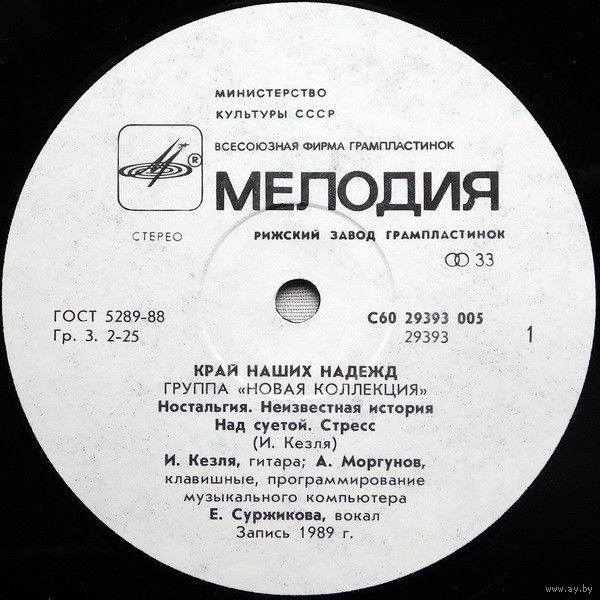 МИНИСТЕРСТВО
КУЛЬТУРЫ СССР
ВСЕСОЮЗНАЯ ФИРМА ГРАМПЛАСТИНОК
®
МЕЛОДИЯ
СТЕРЕО
РИЖСКИЙ ЗАВОД ГРАМПЛАСТИНОК
33
ГОСТ 5289-88
Гр. 3. 2-25
С60 29393 005
29393
1
КРАЙ НАШИХ НАДЕЖД
ГРУППА «НОВАЯ КОЛЛЕКЦИЯ»
Ностальгия. Неизвестная история
Над суетой. Стресс
(И. Кезля)
И. Кезля, гитара; А. Моргунов,
клавишные, программирование
музыкального компьютера
Е. Суржикова, вокал
Запись 1989 г.
www.ay.by